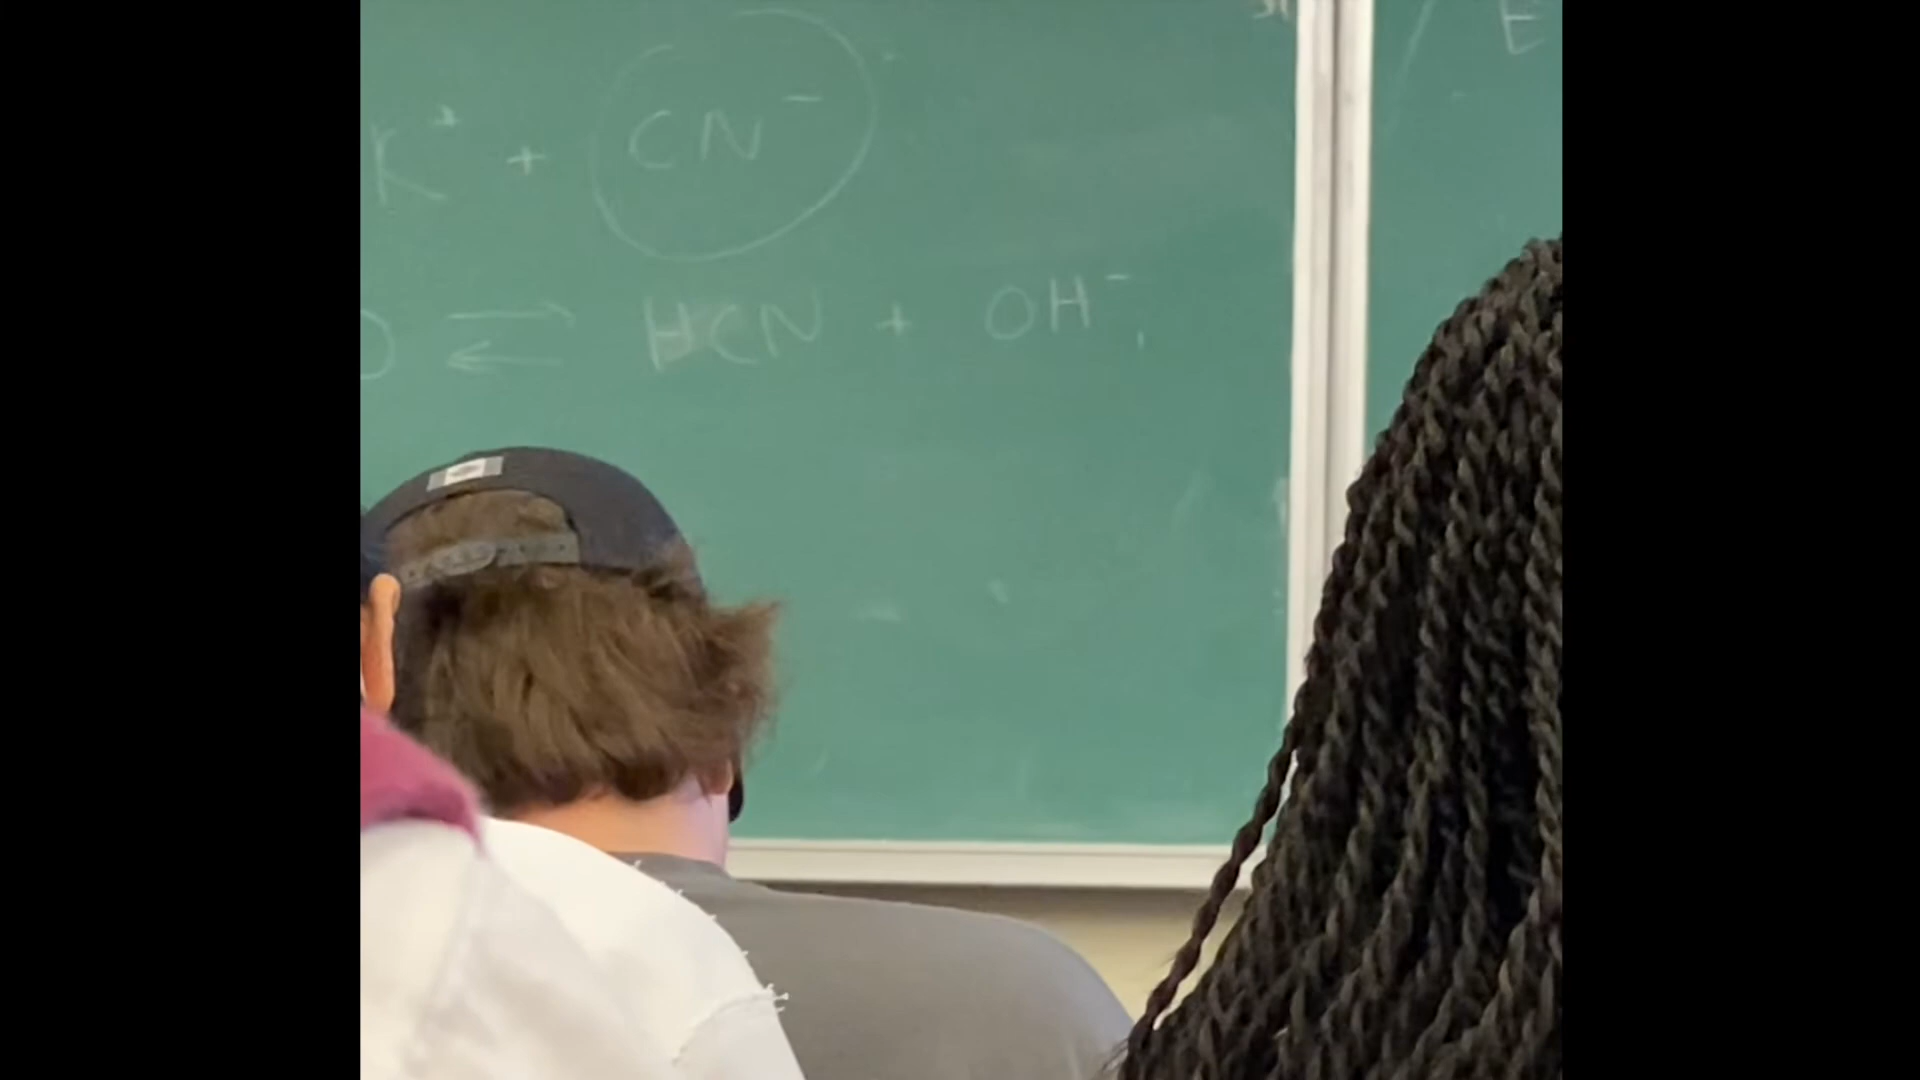 K⁺ + CN⁻
O ⇌ HCN + OH⁻
E